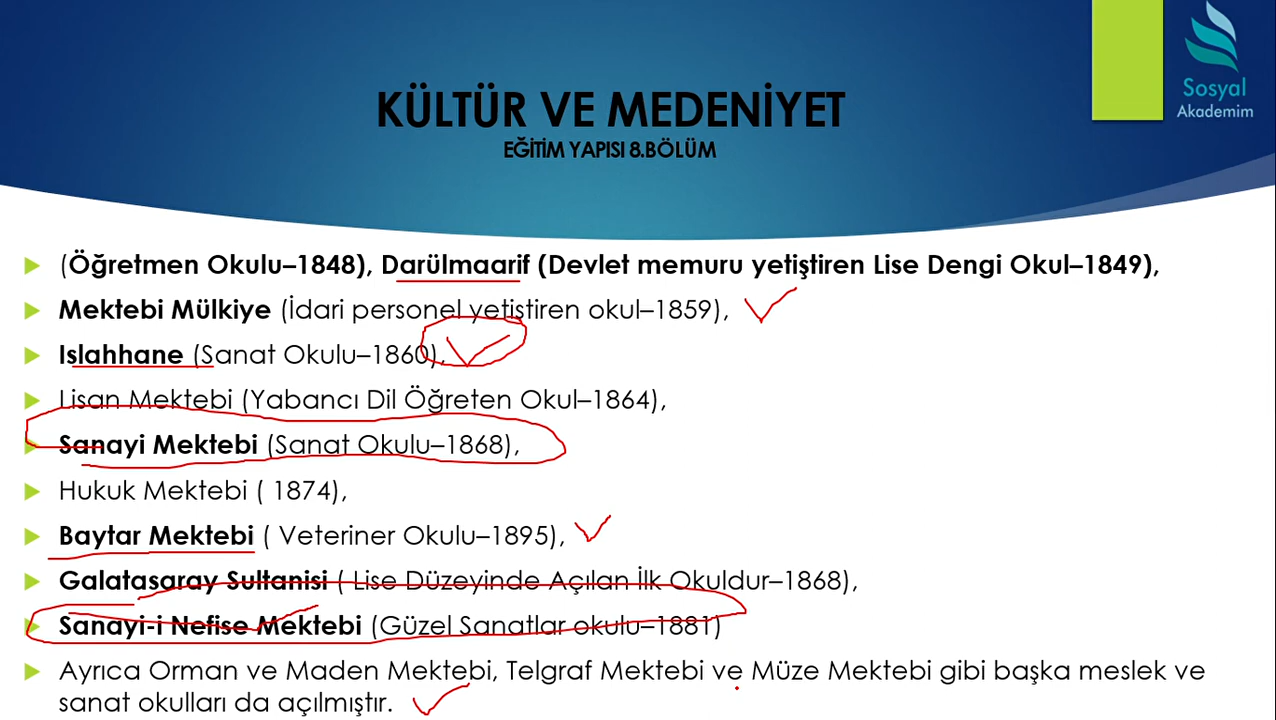 Sosyal
Akademim
KÜLTÜR VE MEDENİYET
EĞİTİM YAPISI 8.BÖLÜM
(Öğretmen Okulu–1848), Darülmaarif (Devlet memuru yetiştiren Lise Dengi Okul–1849),
Mektebi Mülkiye (İdari personel yetiştiren okul–1859),
Islahhane (Sanat Okulu–1860),
Lisan Mektebi (Yabancı Dil Öğreten Okul–1864),
Sanayi Mektebi (Sanat Okulu–1868),
Hukuk Mektebi ( 1874),
Baytar Mektebi ( Veteriner Okulu–1895),
Galatasaray Sultanisi ( Lise Düzeyinde Açılan İlk Okuldur–1868),
Sanayi-i Nefise Mektebi (Güzel Sanatlar okulu–1881)
Ayrıca Orman ve Maden Mektebi, Telgraf Mektebi ve Müze Mektebi gibi başka meslek ve
sanat okulları da açılmıştır.